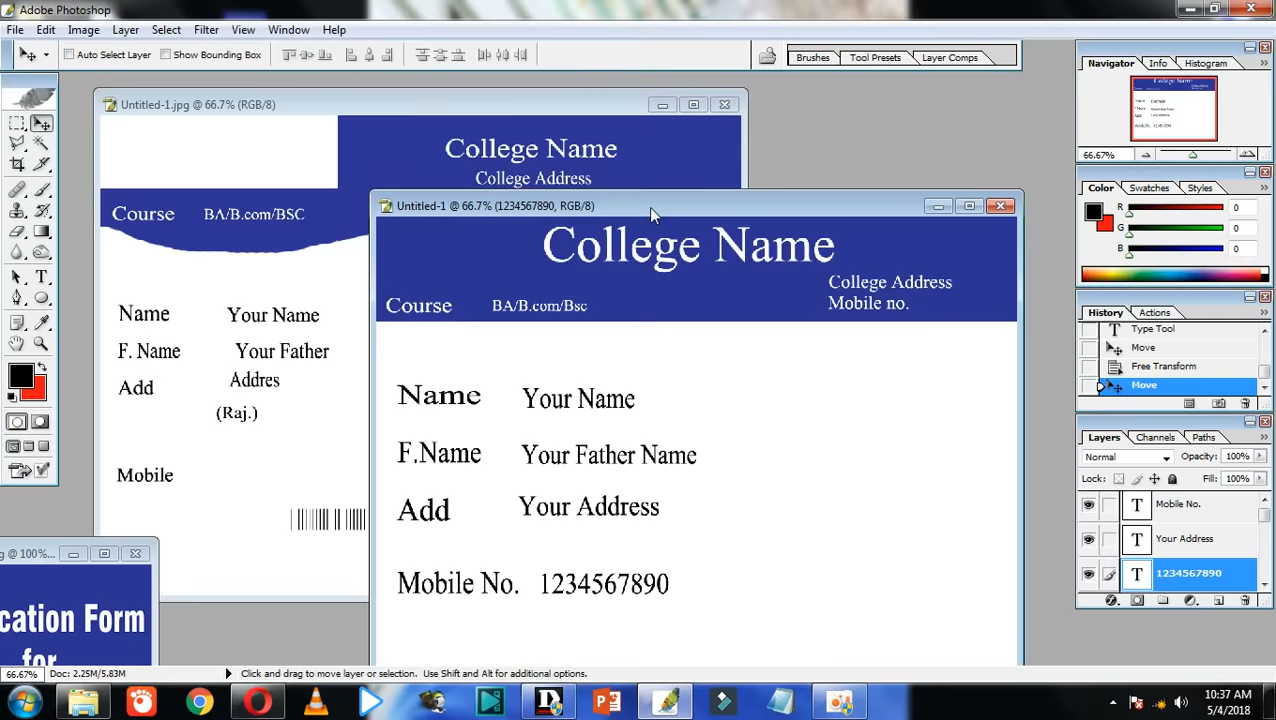 Adobe Photoshop
File Edit Image Layer Select Filter View Window Help
Auto Select Layer Show Bounding Box
Brushes Tool Presets Layer Comps
Untitled-1.jpg @ 66.7% (RGB/8)
College Name
College Address
Course BA/B.com/BSC
Name Your Name
F. Name Your Father
Add Addres
(Raj.)
Mobile
g @ 100%...
cation Form
for
Untitled-1 @ 66.7% (1234567890, RGB/8)
College Name
College Address
Mobile no.
Course BA/B.com/Bsc
Name Your Name
F.Name Your Father Name
Add Your Address
Mobile No. 1234567890
Navigator Info Histogram
66.67%
Color Swatches Styles
R 0
G 0
B 0
History Actions
Type Tool
Move
Free Transform
Move
Layers Channels Paths
Normal Opacity: 100%
Lock: Fill: 100%
T Mobile No.
T Your Address
T 1234567890
66.67% Doc: 2.25M/5.83M Click and drag to move layer or selection. Use Shift and Alt for additional options.
10:37 AM
5/4/2018